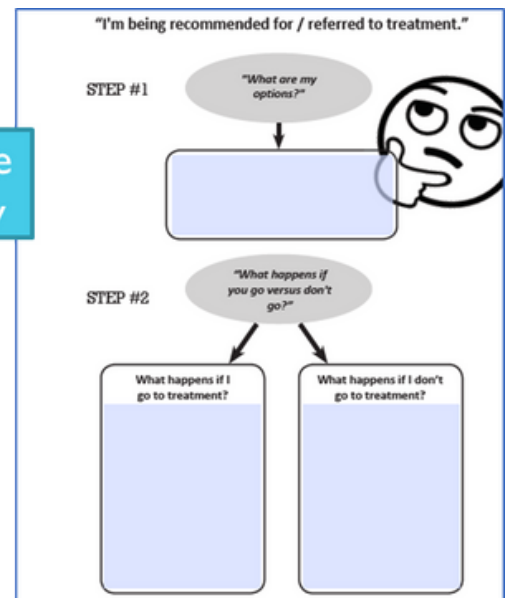 "I'm being recommended for / referred to treatment."
STEP #1
"What are my
options?"
STEP #2
"What happens if
you go versus don't
go?"
What happens if I
go to treatment?
What happens if I don't
go to treatment?